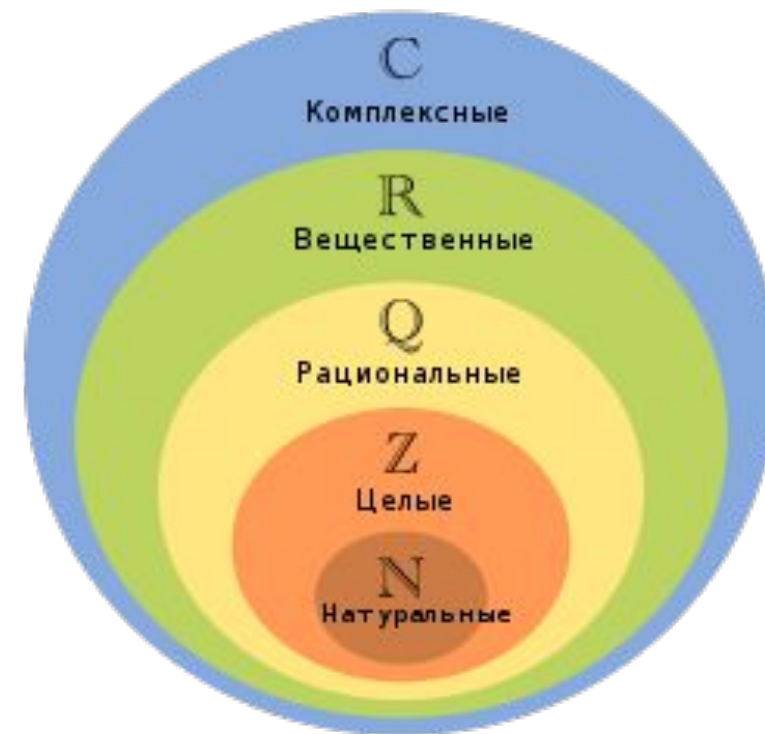 ℂ
Комплексные
ℝ
Вещественные
ℚ
Рациональные
ℤ
Целые
ℕ
Натуральные